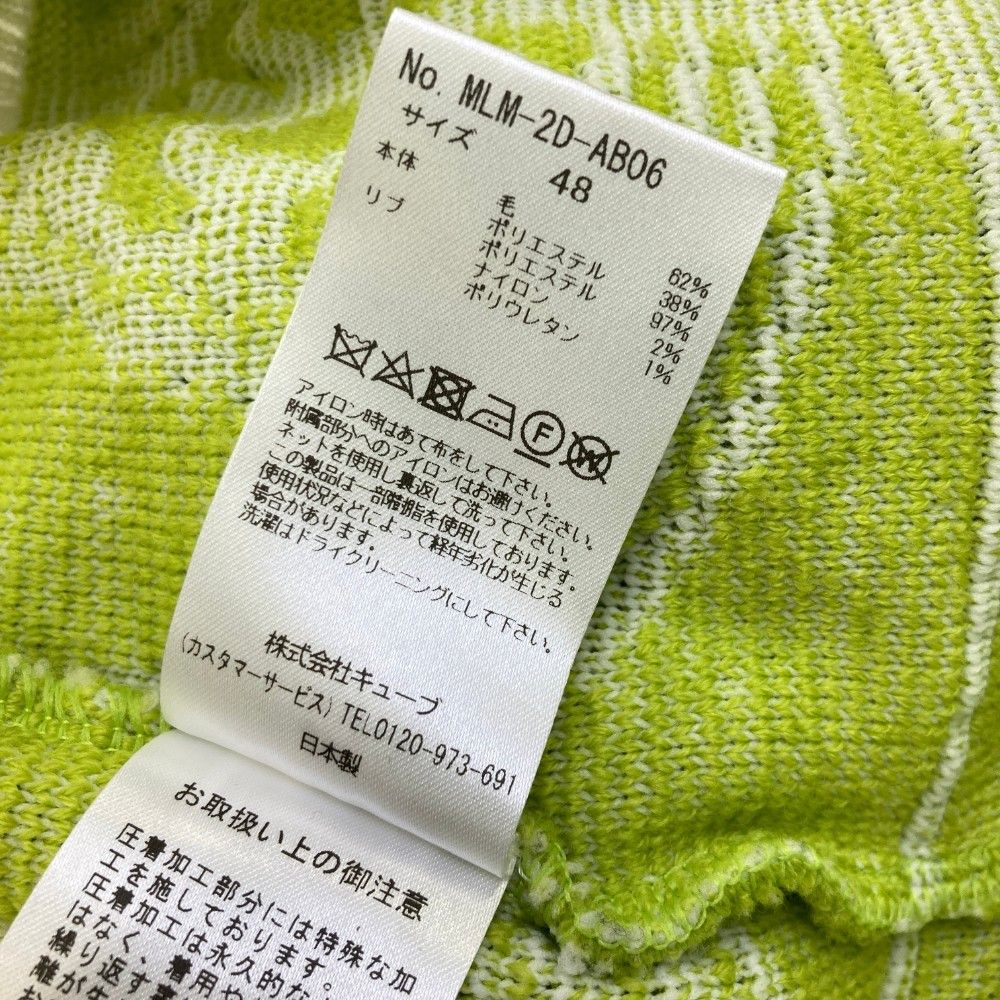 No. MLM-2D-AB06
サイズ 48
本体 毛 62%
ポリエステル 38%
リブ ポリエステル 97%
ナイロン 2%
ポリウレタン 1%
F W
アイロン時はあて布をして下さい。
附属部分へのアイロンはお避けください。
ネットを使用し裏返して洗って下さい。
この製品は一部樹脂を使用しております。
使用状況などによって経年劣化が生じる
場合があります。
洗濯はドライクリーニングにして下さい。
株式会社キューブ
(カスタマーサービス)TEL0120-973-691
日本製
お取扱い上の御注意
圧着加工部分には特殊な加
工を施しております。
圧着加工は永久的な
はなく、着用や
繰り返す
離が生